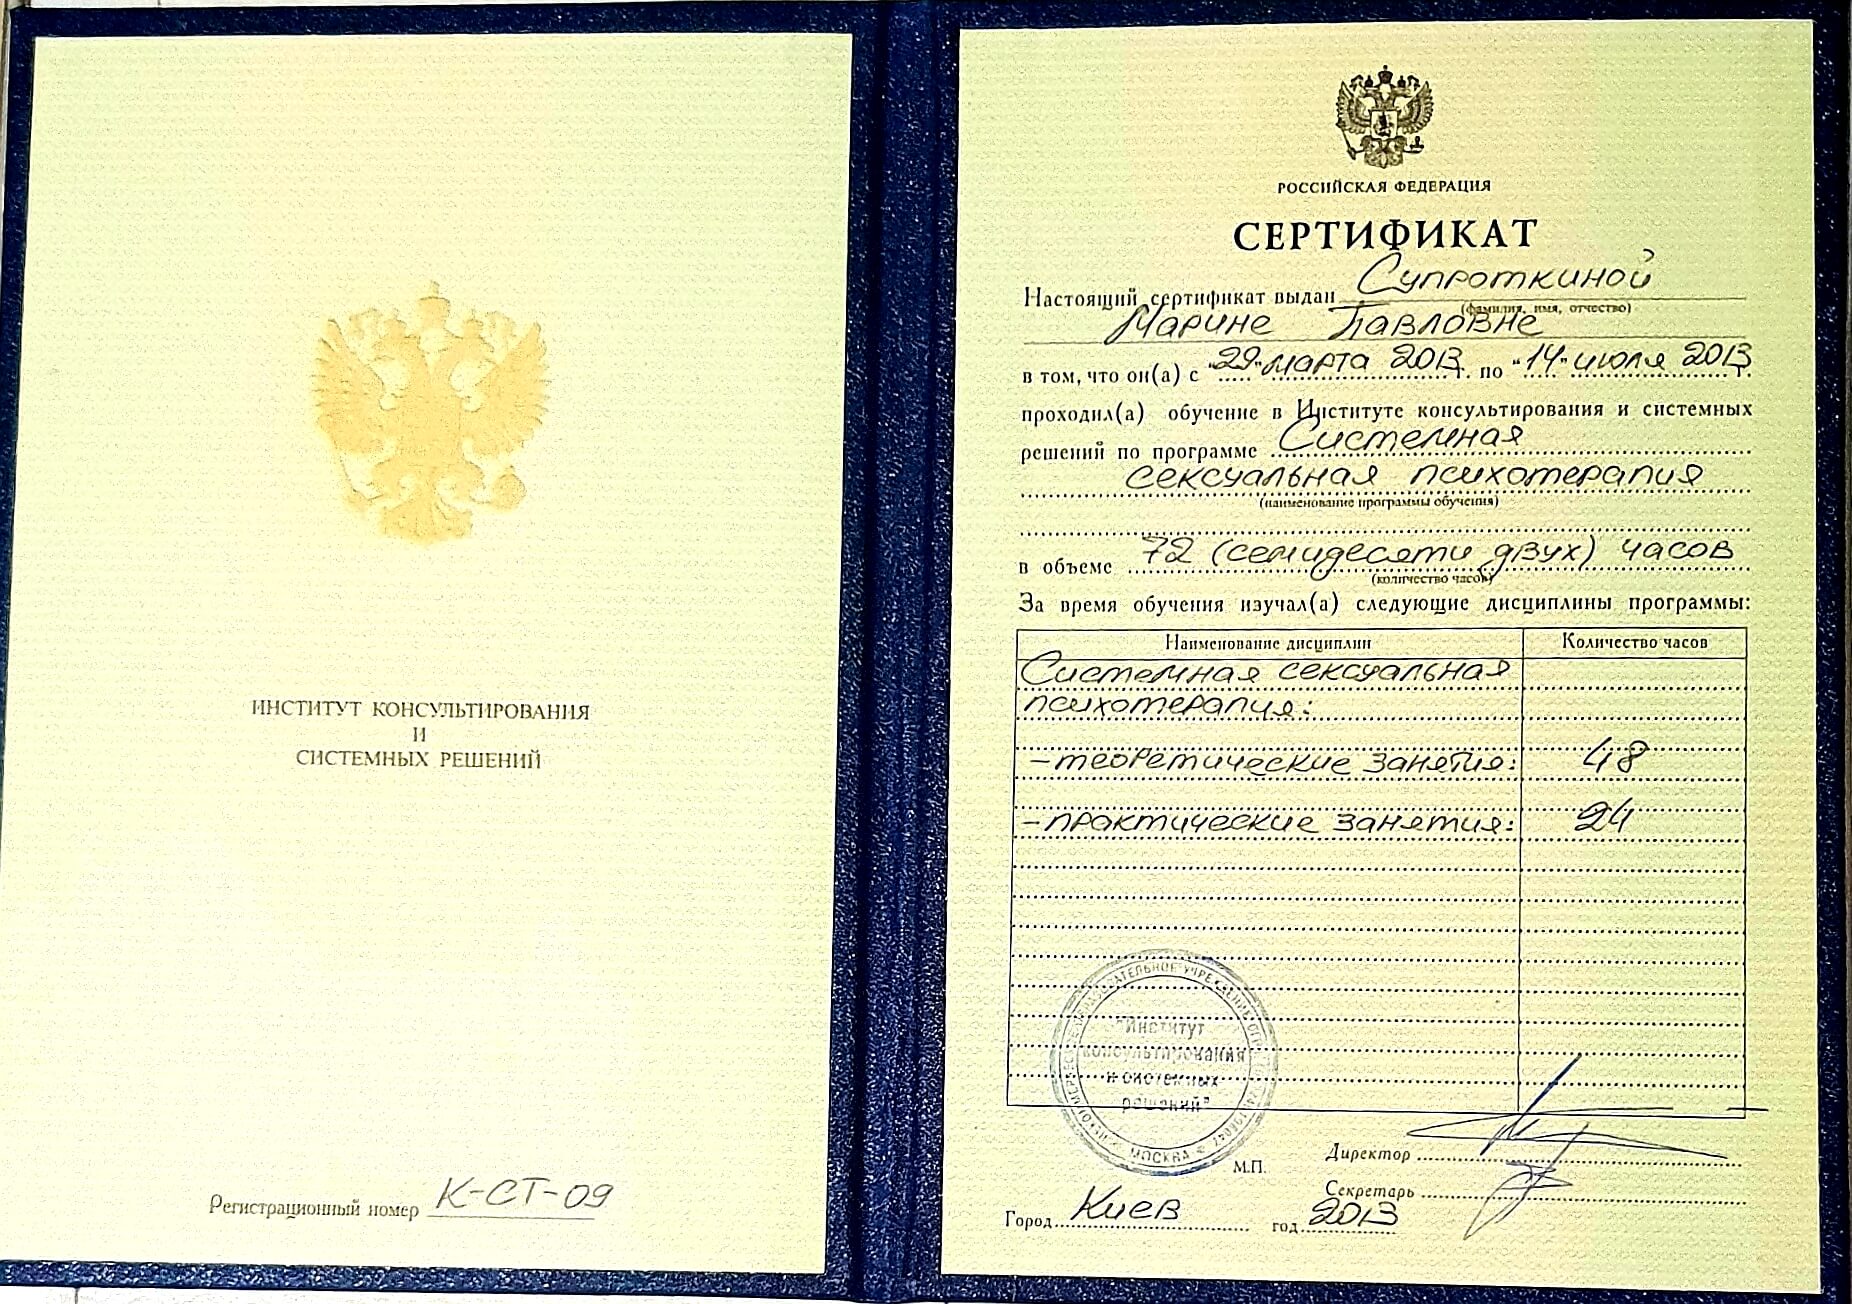 ИНСТИТУТ КОНСУЛЬТИРОВАНИЯ
И
СИСТЕМНЫХ РЕШЕНИЙ
Регистрационный номер К-СТ-09
РОССИЙСКАЯ ФЕДЕРАЦИЯ
СЕРТИФИКАТ
Настоящий сертификат выдан Супроткиной
(фамилия, имя, отчество)
Марине Павловне
в том, что он(а) с "29" марта 2013 г. по "14" июля 2013 г.
проходил(а) обучение в Институте консультирования и системных
решений по программе Системная
сексуальная психотерапия
(наименование программы обучения)
в объеме 72 (семидесяти двух) часов
(количество часов)
За время обучения изучал(а) следующие дисциплины программы:
Наименование дисциплин Количество часов
Системная сексуальная
психотерапия:
- теоретические занятия: 48
- практические занятия: 24
"Институт
консультирования
и системных
решений"
МОСКВА
М.П.
Директор
Секретарь
Город Киев год 2013